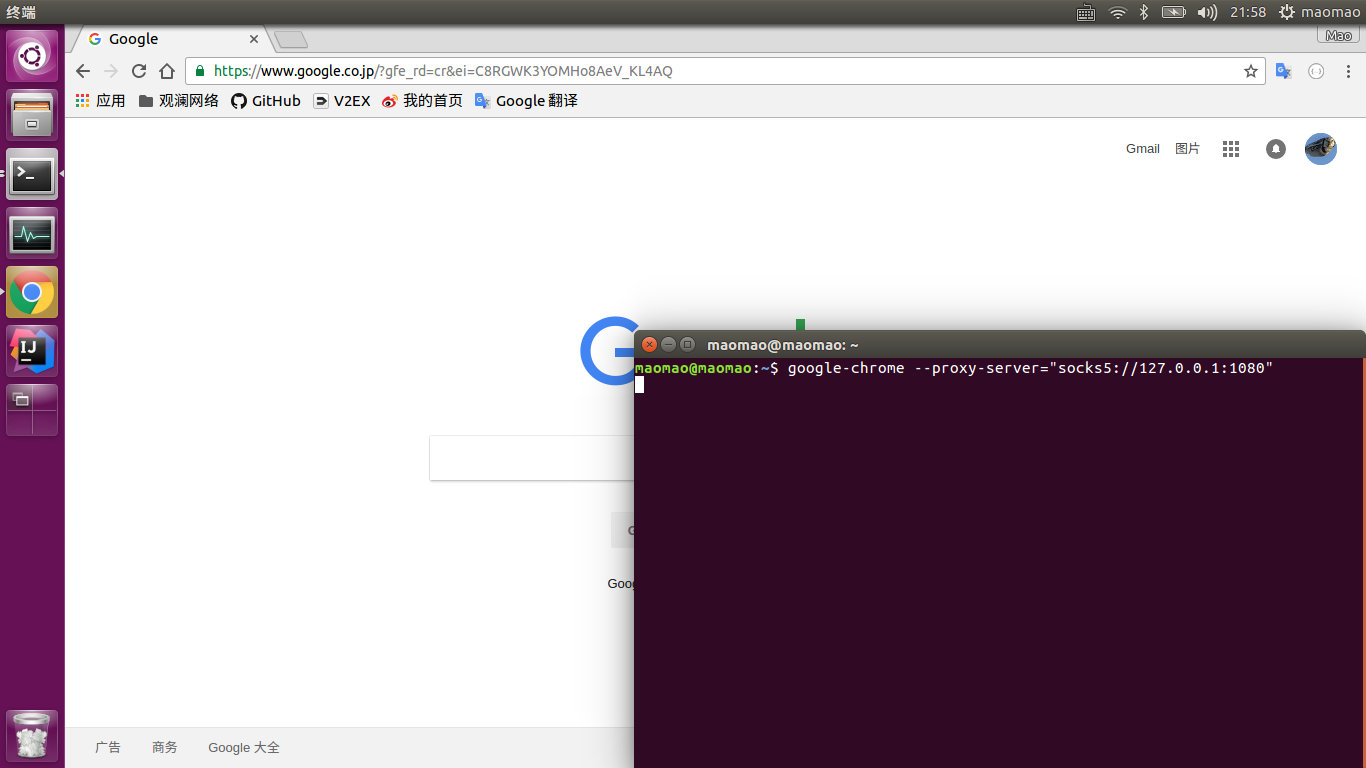 终端
21:58
maomao
Google
Mao
https://www.google.co.jp/?gfe_rd=cr&ei=C8RGWK3YOMHo8AeV_KL4AQ
应用
观澜网络
GitHub
V2EX
我的首页
Google 翻译
Gmail
图片
G
maomao@maomao: ~
maomao@maomao:~$ google-chrome --proxy-server="socks5://127.0.0.1:1080"
IJ
广告
商务
Google 大全